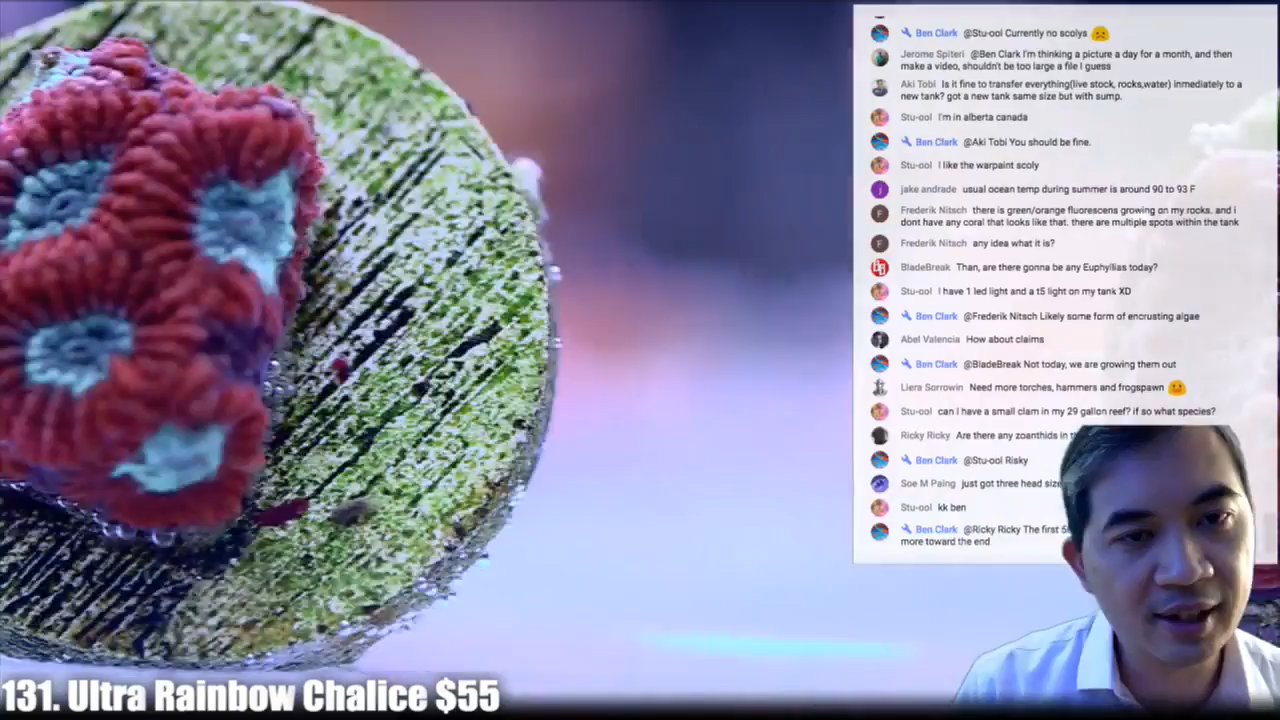 Ben Clark @Stu-ool Currently no scolys
Jerome Spiteri @Ben Clark I'm thinking a picture a day for a month, and then
make a video, shouldn't be too large a file I guess
Aki Tobi Is it fine to transfer everything(live stock, rocks,water) inmediately to a
new tank? got a new tank same size but with sump.
Stu-ool I'm in alberta canada
Ben Clark @Aki Tobi You should be fine.
Stu-ool I like the warpaint scoly
j jake andrade usual ocean temp during summer is around 90 to 93 F
F Frederik Nitsch there is green/orange fluorescens growing on my rocks. and i
dont have any coral that looks like that. there are multiple spots within the tank
F Frederik Nitsch any idea what it is?
BladeBreak Than, are there gonna be any Euphyllias today?
Stu-ool I have 1 led light and a t5 light on my tank XD
Ben Clark @Frederik Nitsch Likely some form of encrusting algae
Abel Valencia How about claims
Ben Clark @BladeBreak Not today, we are growing them out
Liera Sorrowin Need more torches, hammers and frogspawn
Stu-ool can I have a small clam in my 29 gallon reef? if so what species?
Ricky Ricky Are there any zoanthids in
Ben Clark @Stu-ool Risky
Soe M Paing just got three head
Stu-ool kk ben
Ben Clark @Ricky Ricky The first
more toward the end
131. Ultra Rainbow Chalice $55